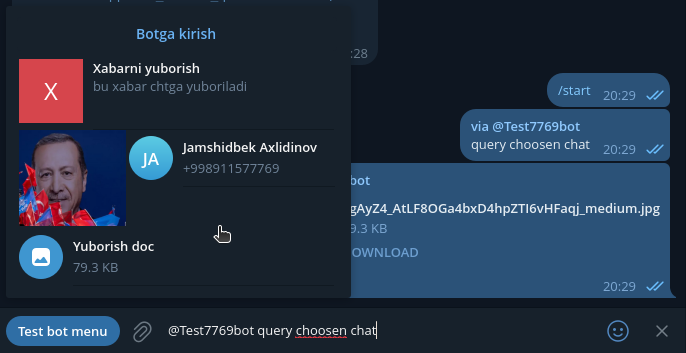 Botga kirish
X
Xabarni yuborish
bu xabar chtga yuboriladi
JA
Jamshidbek Axlidinov
+998911577769
Yuborish doc
79.3 KB
:28
/start
20:29
via @Test7769bot
query choosen chat
20:29
bot
gAyZ4_AtLF8OGa4bxD4hpZTI6vHFaqj_medium.jpg
9.3 KB
OWNLOAD
20:29
Test bot menu
@Test7769bot query choosen chat